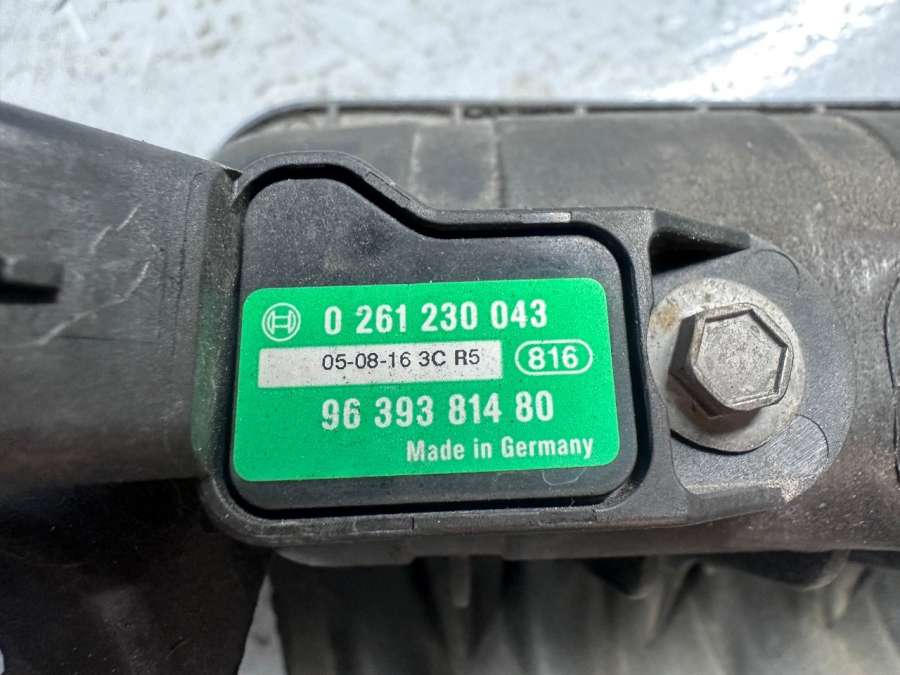 0 261 230 043
05-08-16 3C R5 816
96 393 814 80
Made in Germany